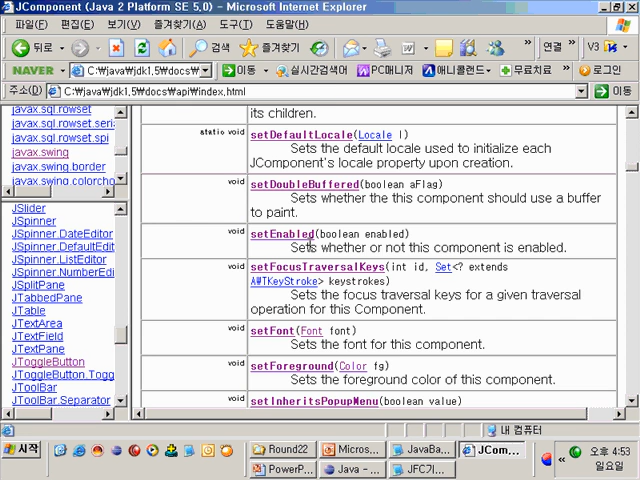 JComponent (Java 2 Platform SE 5.0) - Microsoft Internet Explorer
파일(F) 편집(E) 보기(V) 즐겨찾기(A) 도구(T) 도움말(H)
뒤로 검색 즐겨찾기 연결 V3
NAVER C:₩java₩jdk1,5₩docs₩ 이동 실시간검색어 PC매니저 애니콜랜드 무료교육 로그인
주소(D) C:₩java₩jdk1,5₩docs₩api₩index,html 이동
javax.sql.rowset
javax.sql.rowset.seri
javax.sql.rowset.spi
javax.swing
javax.swing.border
javax.swing.colorcho
JSlider
JSpinner
JSpinner.DateEditor
JSpinner.DefaultEdit
JSpinner.ListEditor
JSpinner.NumberEdi
JSplitPane
JTabbedPane
JTable
JTextArea
JTextField
JTextPane
JToggleButton
JToggleButton.Togg
JToolBar
JToolBar.Separator
its children.
static void setDefaultLocale(Locale l)
Sets the default locale used to initialize each
JComponent's locale property upon creation.
void setDoubleBuffered(boolean aFlag)
Sets whether the this component should use a buffer
to paint.
void setEnabled(boolean enabled)
Sets whether or not this component is enabled.
void setFocusTraversalKeys(int id, Set<? extends
AWTKeyStroke> keystrokes)
Sets the focus traversal keys for a given traversal
operation for this Component.
void setFont(Font font)
Sets the font for this component.
void setForeground(Color fg)
Sets the foreground color of this component.
void setInheritsPopupMenu(boolean value)
내 컴퓨터
시작 Round22 Micros... JavaBa... JCom...
PowerP... Java - ... JFC기...
오후 4:53
일요일